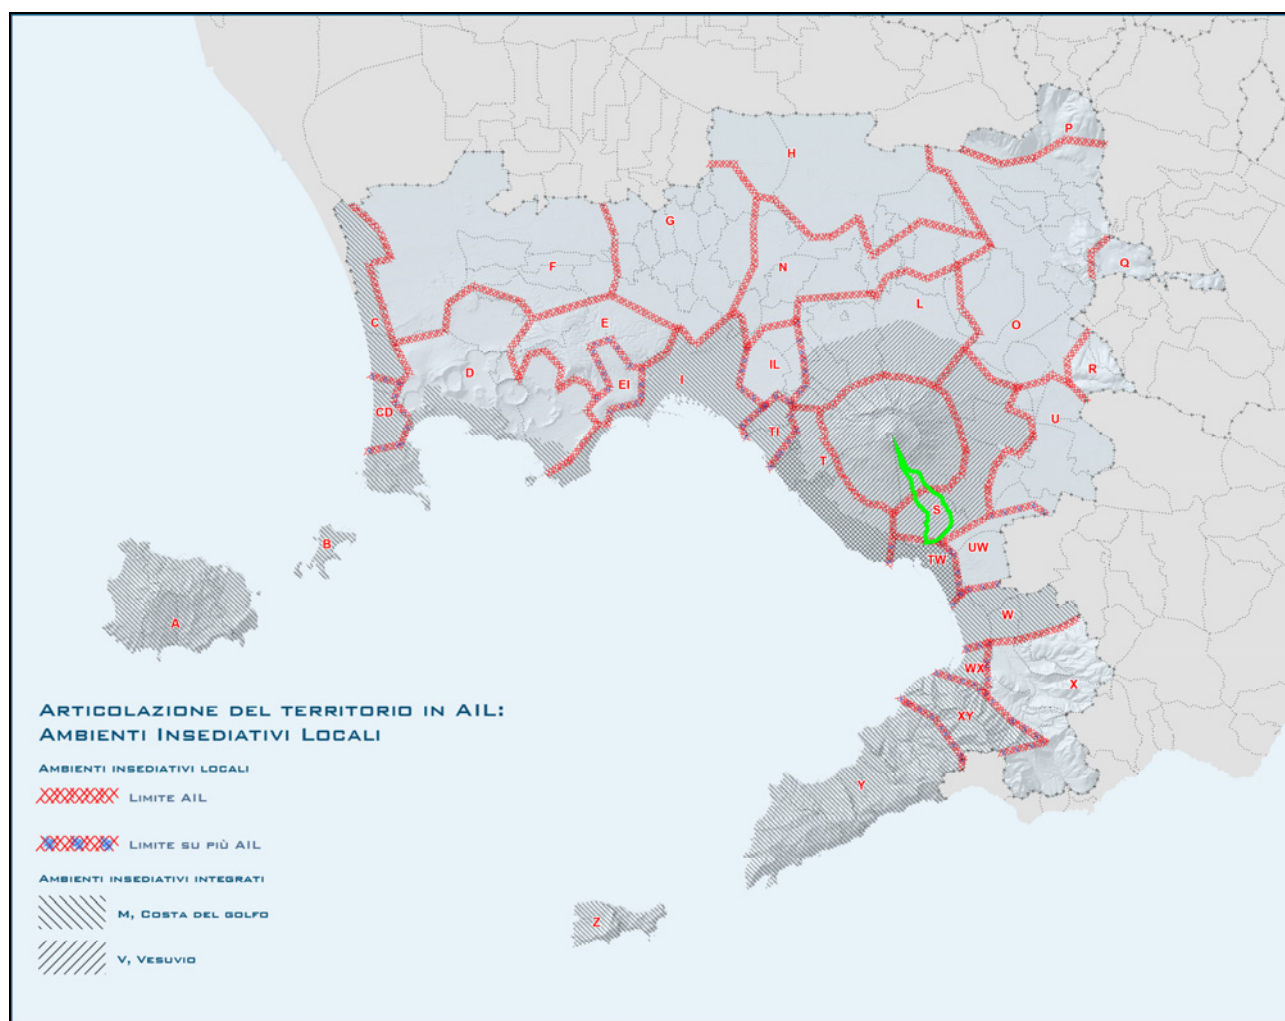 P
H
G
Q
F
N
L
C
E
O
IL
D
I
R
EI
CD
U
TI
T
S
B
UW
TW
W
A
WX
X
XY
Y
Z
ARTICOLAZIONE DEL TERRITORIO IN AIL:
AMBIENTI INSEDIATIVI LOCALI
AMBIENTI INSEDIATIVI LOCALI
LIMITE AIL
LIMITE SU PIÙ AIL
AMBIENTI INSEDIATIVI INTEGRATI
M, COSTA DEL GOLFO
V, VESUVIO